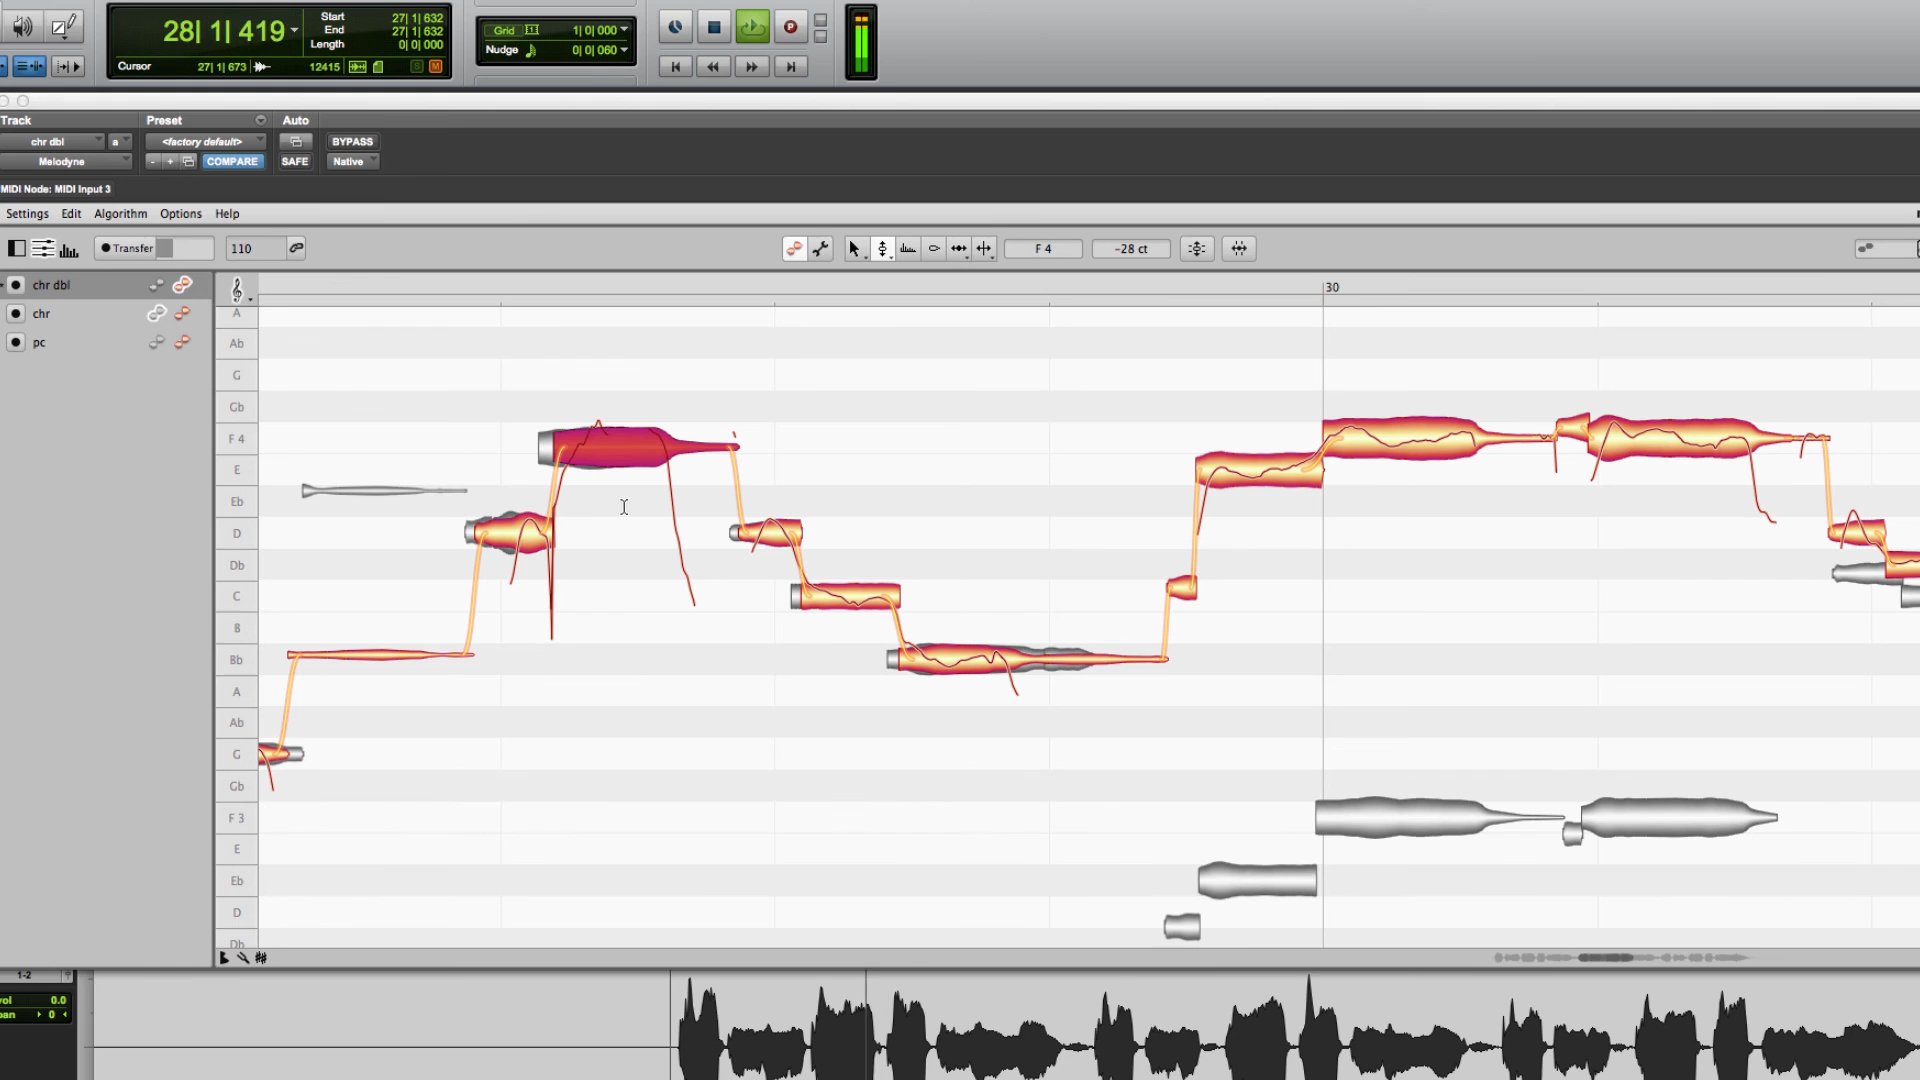 28| 1| 419
Start 27| 1| 632
End 27| 1| 632
Length 0| 0| 000
Cursor 27| 1| 673 12415 S M
Grid 1| 0| 000
Nudge 0| 0| 060
P
Track Preset Auto
chr dbl a <factory default> BYPASS
Melodyne - + COMPARE SAFE Native
MIDI Node: MIDI Input 3
Settings Edit Algorithm Options Help
Transfer 110 F 4 -28 ct
chr dbl
chr
pc
30
A
Ab
G
Gb
F 4
E
Eb
D
Db
C
B
Bb
A
Ab
G
Gb
F 3
E
Eb
D
Db
1-2
vol 0.0
pan 0